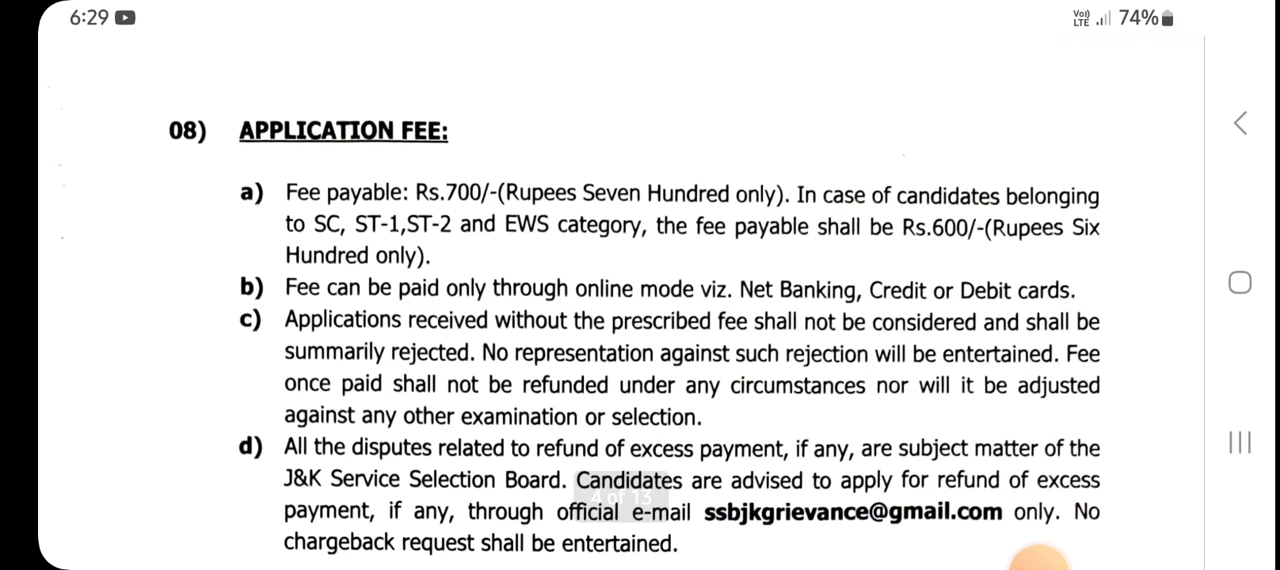 6:29
Vo)) LTE 74%
08) APPLICATION FEE:
a) Fee payable: Rs.700/-(Rupees Seven Hundred only). In case of candidates belonging
to SC, ST-1,ST-2 and EWS category, the fee payable shall be Rs.600/-(Rupees Six
Hundred only).
b) Fee can be paid only through online mode viz. Net Banking, Credit or Debit cards.
c) Applications received without the prescribed fee shall not be considered and shall be
summarily rejected. No representation against such rejection will be entertained. Fee
once paid shall not be refunded under any circumstances nor will it be adjusted
against any other examination or selection.
d) All the disputes related to refund of excess payment, if any, are subject matter of the
J&K Service Selection Board. Candidates are advised to apply for refund of excess
4 of 13
payment, if any, through official e-mail ssbjkgrievance@gmail.com only. No
chargeback request shall be entertained.